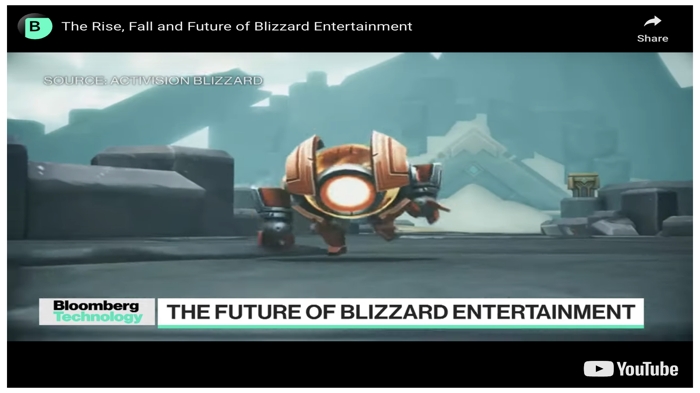 B
The Rise, Fall and Future of Blizzard Entertainment
Share
SOURCE: ACTIVISION BLIZZARD
Bloomberg
Technology
THE FUTURE OF BLIZZARD ENTERTAINMENT
YouTube